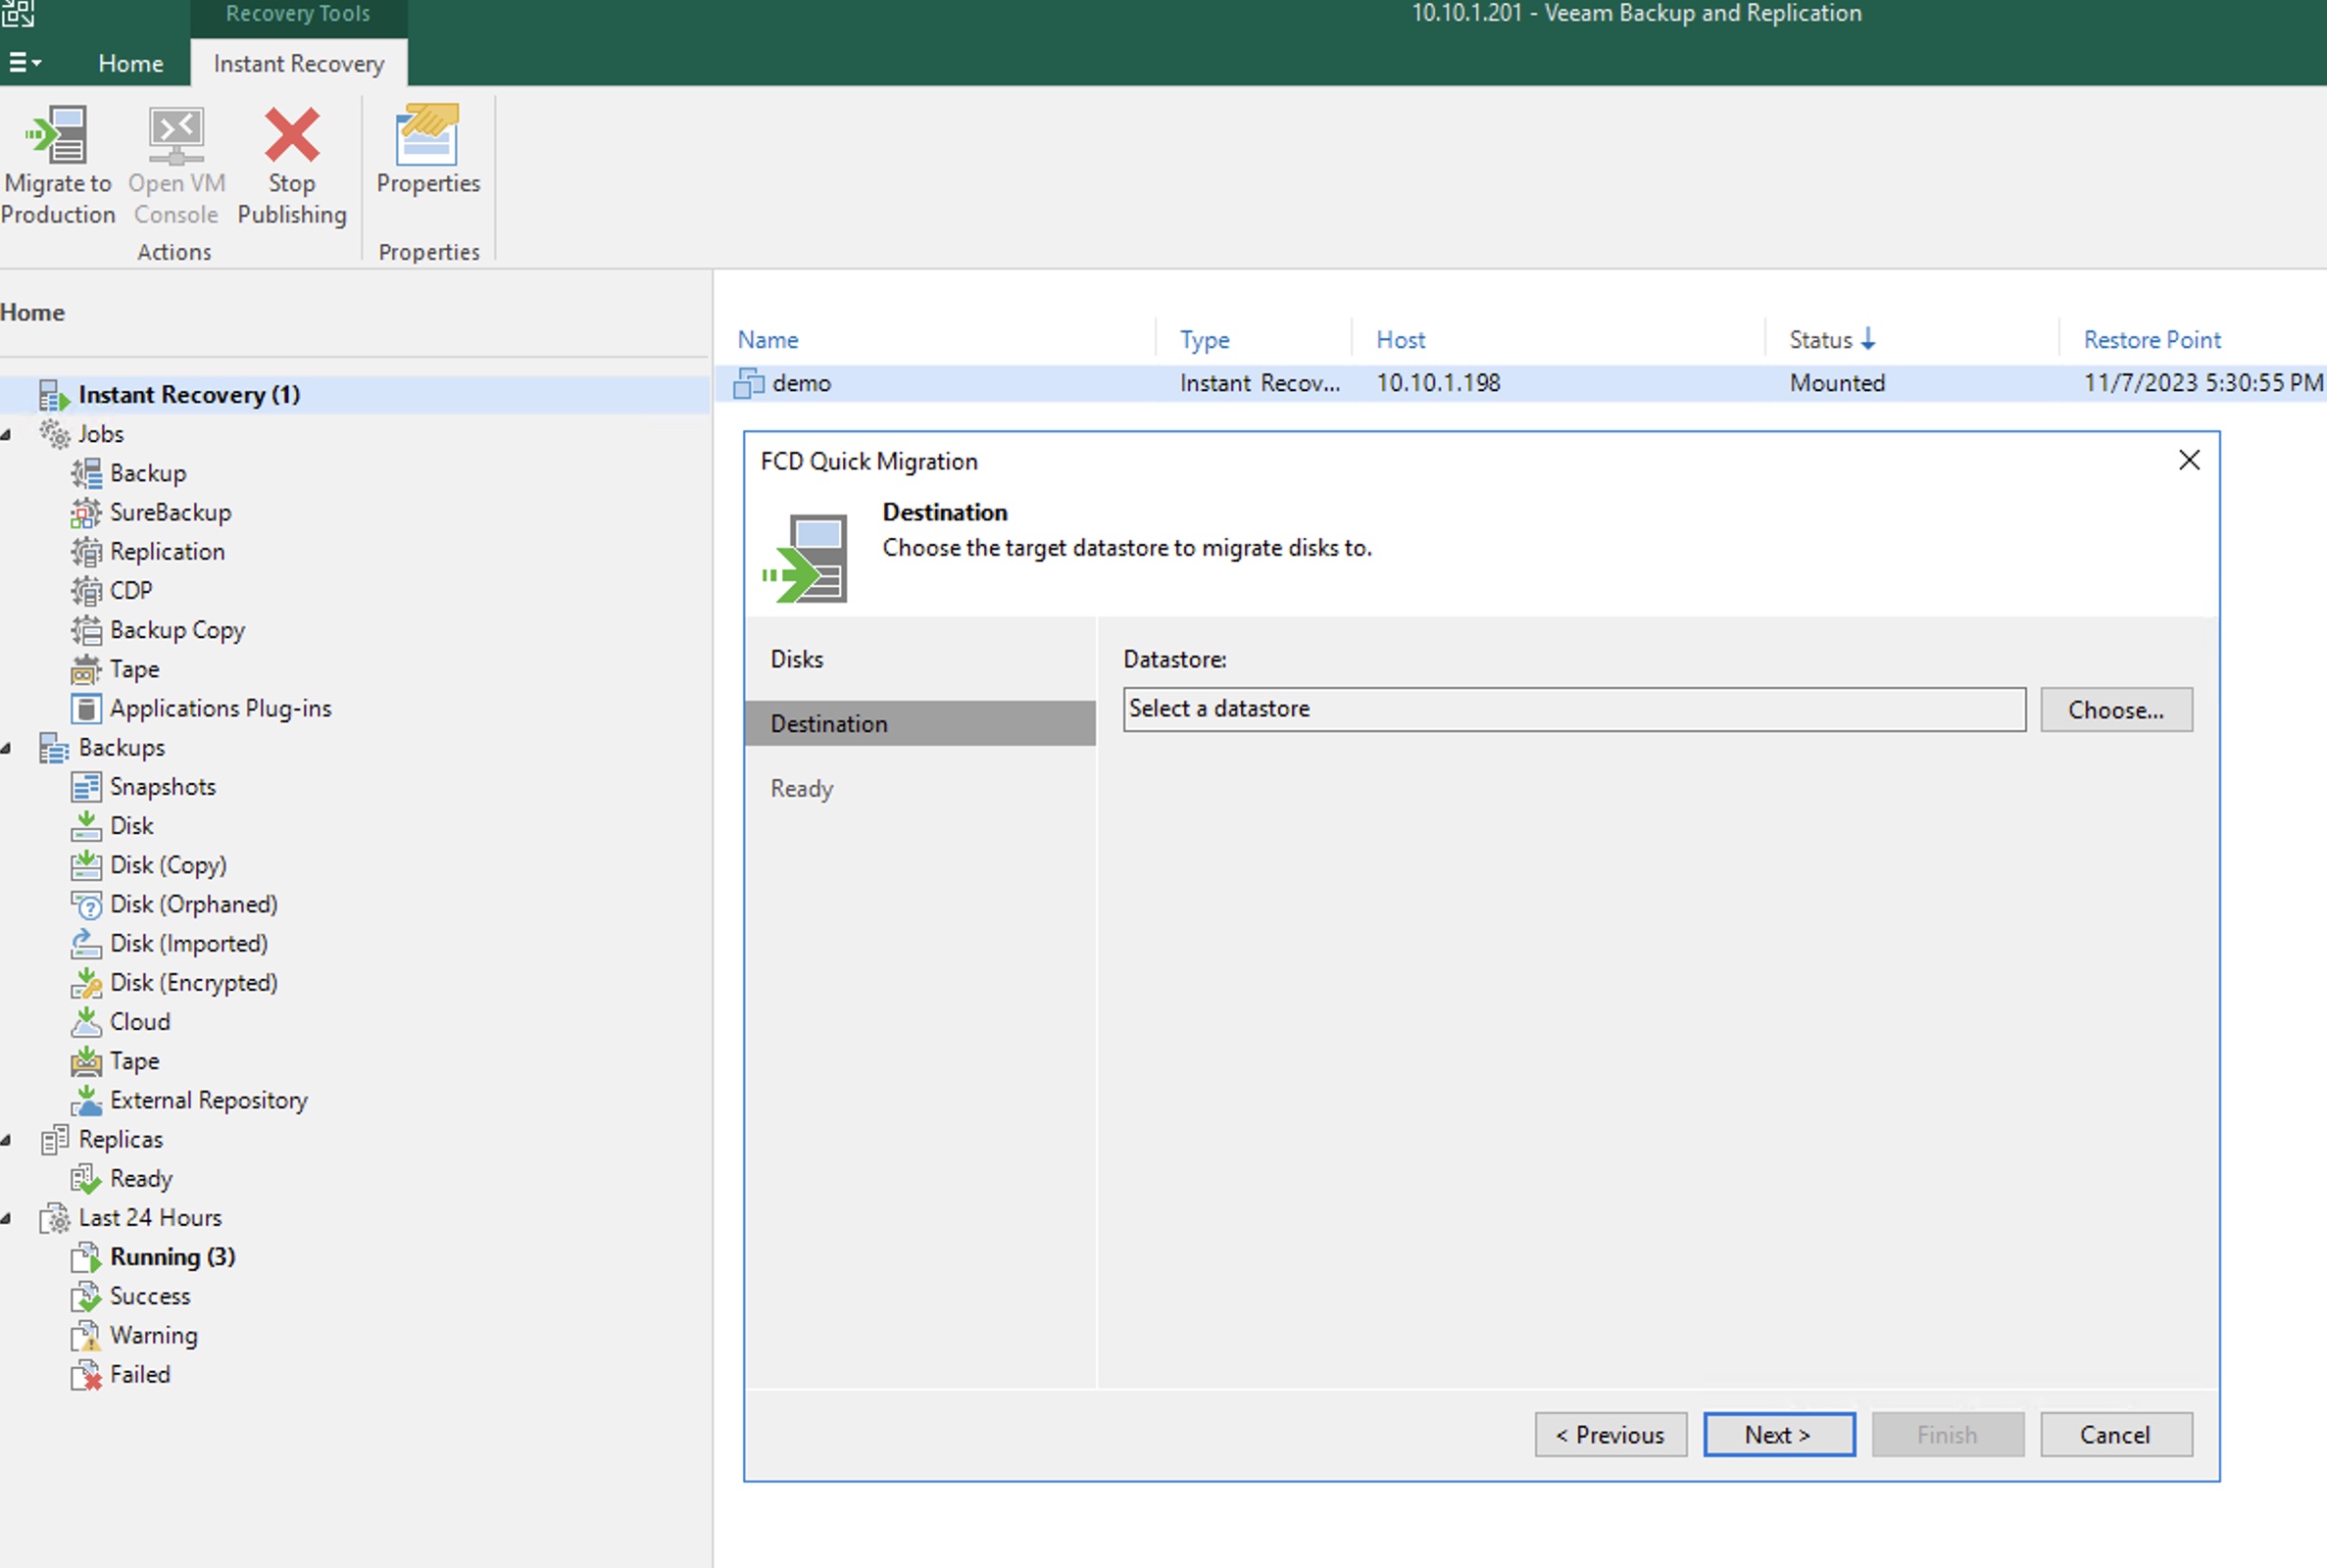 Recovery Tools
10.10.1.201 - Veeam Backup and Replication
Home
Instant Recovery
Migrate to
Production
Open VM
Console
Stop
Publishing
Properties
Actions
Properties
Home
Instant Recovery (1)
Jobs
Backup
SureBackup
Replication
CDP
Backup Copy
Tape
Applications Plug-ins
Backups
Snapshots
Disk
Disk (Copy)
Disk (Orphaned)
Disk (Imported)
Disk (Encrypted)
Cloud
Tape
External Repository
Replicas
Ready
Last 24 Hours
Running (3)
Success
Warning
Failed
Name Type Host Status Restore Point
demo Instant Recov... 10.10.1.198 Mounted 11/7/2023 5:30:55 PM
FCD Quick Migration
Destination
Choose the target datastore to migrate disks to.
Disks
Destination
Ready
Datastore:
Select a datastore
Choose...
< Previous
Next >
Finish
Cancel